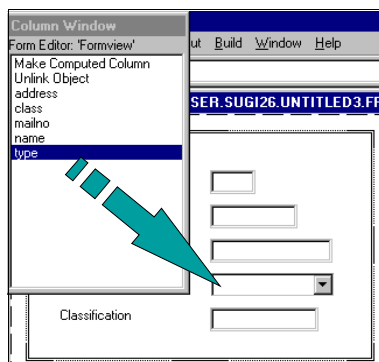 Column Window
Form Editor: 'Formview'
ut Build Window Help
Make Computed Column
Unlink Object
address
class
mailno
name
type
SER.SUGI26.UNTITLED3.FR
Classification